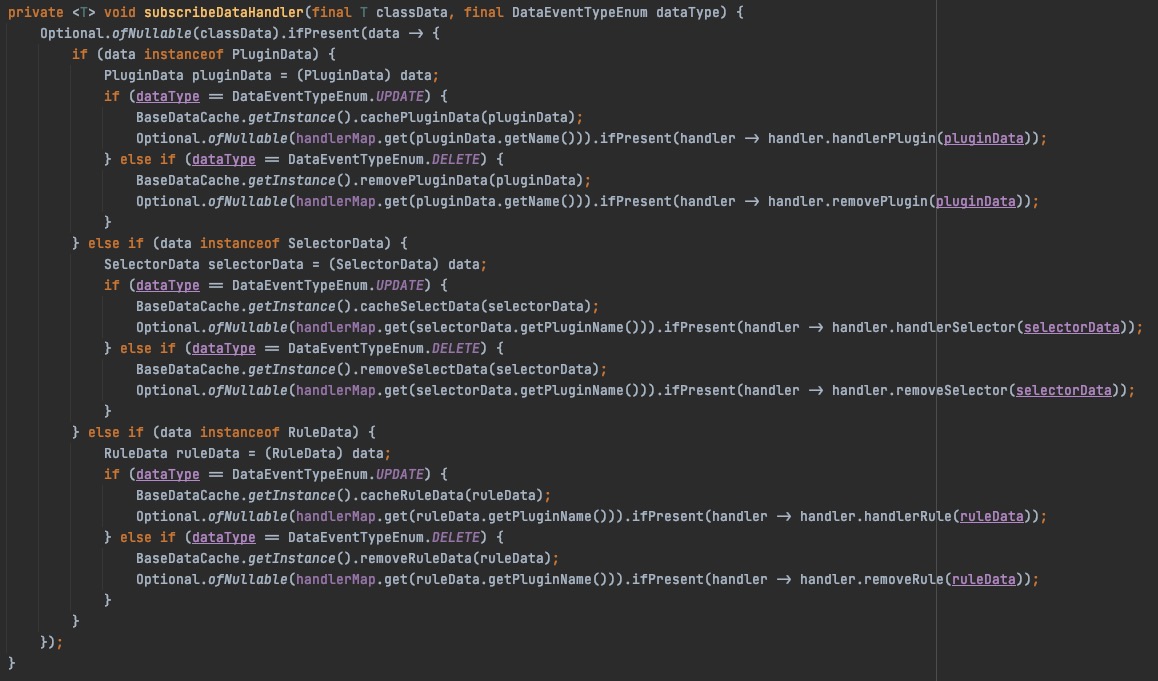 private <T> void subscribeDataHandler(final T classData, final DataEventTypeEnum dataType) {
    Optional.ofNullable(classData).ifPresent(data -> {
        if (data instanceof PluginData) {
            PluginData pluginData = (PluginData) data;
            if (dataType == DataEventTypeEnum.UPDATE) {
                BaseDataCache.getInstance().cachePluginData(pluginData);
                Optional.ofNullable(handlerMap.get(pluginData.getName())).ifPresent(handler -> handler.handlerPlugin(pluginData));
            } else if (dataType == DataEventTypeEnum.DELETE) {
                BaseDataCache.getInstance().removePluginData(pluginData);
                Optional.ofNullable(handlerMap.get(pluginData.getName())).ifPresent(handler -> handler.removePlugin(pluginData));
            }
        } else if (data instanceof SelectorData) {
            SelectorData selectorData = (SelectorData) data;
            if (dataType == DataEventTypeEnum.UPDATE) {
                BaseDataCache.getInstance().cacheSelectData(selectorData);
                Optional.ofNullable(handlerMap.get(selectorData.getPluginName())).ifPresent(handler -> handler.handlerSelector(selectorData));
            } else if (dataType == DataEventTypeEnum.DELETE) {
                BaseDataCache.getInstance().removeSelectData(selectorData);
                Optional.ofNullable(handlerMap.get(selectorData.getPluginName())).ifPresent(handler -> handler.removeSelector(selectorData));
            }
        } else if (data instanceof RuleData) {
            RuleData ruleData = (RuleData) data;
            if (dataType == DataEventTypeEnum.UPDATE) {
                BaseDataCache.getInstance().cacheRuleData(ruleData);
                Optional.ofNullable(handlerMap.get(ruleData.getPluginName())).ifPresent(handler -> handler.handlerRule(ruleData));
            } else if (dataType == DataEventTypeEnum.DELETE) {
                BaseDataCache.getInstance().removeRuleData(ruleData);
                Optional.ofNullable(handlerMap.get(ruleData.getPluginName())).ifPresent(handler -> handler.removeRule(ruleData));
            }
        }
    });
}